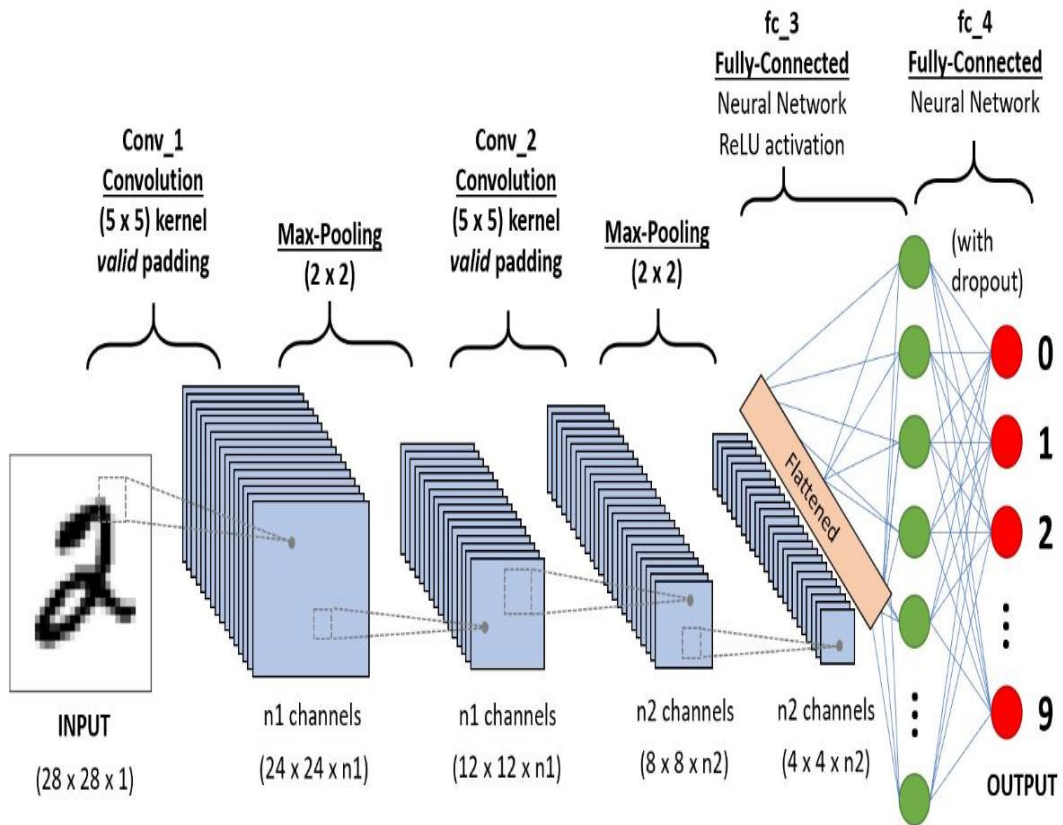 fc_3
Fully-Connected
Neural Network
ReLU activation
fc_4
Fully-Connected
Neural Network
Conv_1
Convolution
(5 x 5) kernel
valid padding
Max-Pooling
(2 x 2)
Conv_2
Convolution
(5 x 5) kernel
valid padding
Max-Pooling
(2 x 2)
(with
dropout)
Flattened
0
1
2
9
INPUT
(28 x 28 x 1)
n1 channels
(24 x 24 x n1)
n1 channels
(12 x 12 x n1)
n2 channels
(8 x 8 x n2)
n2 channels
(4 x 4 x n2)
OUTPUT
2